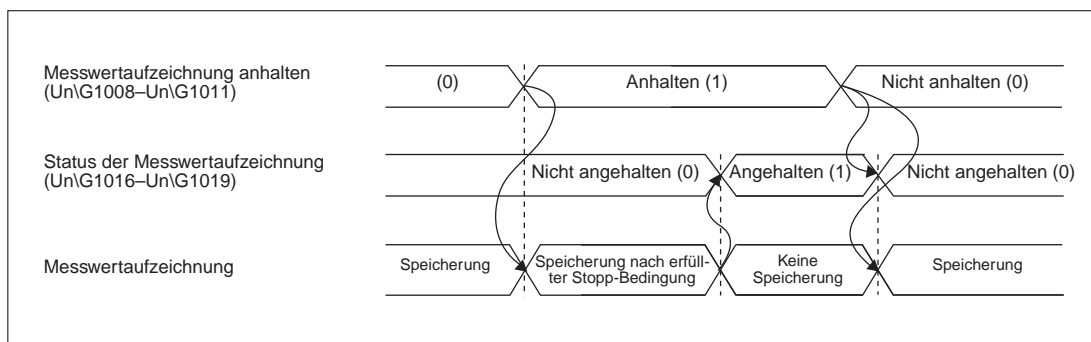 Messwertaufzeichnung anhalten
(Un\G1008–Un\G1011)
(0)
Anhalten (1)
Nicht anhalten (0)
Status der Messwertaufzeichnung
(Un\G1016–Un\G1019)
Nicht angehalten (0)
Angehalten (1)
Nicht angehalten (0)
Messwertaufzeichnung
Speicherung
Speicherung nach erfüll-
ter Stopp-Bedingung
Keine
Speicherung
Speicherung